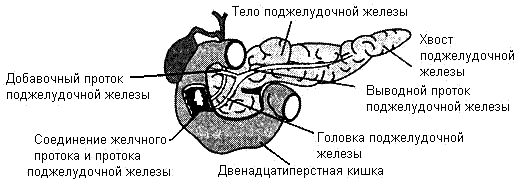 Тело поджелудочной железы
Хвост
поджелудочной
железы
Добавочный проток
поджелудочной железы
Выводной проток
поджелудочной железы
Соединение желчного
протока и протока
поджелудочной железы
Головка поджелудочной
железы
Двенадцатиперстная кишка